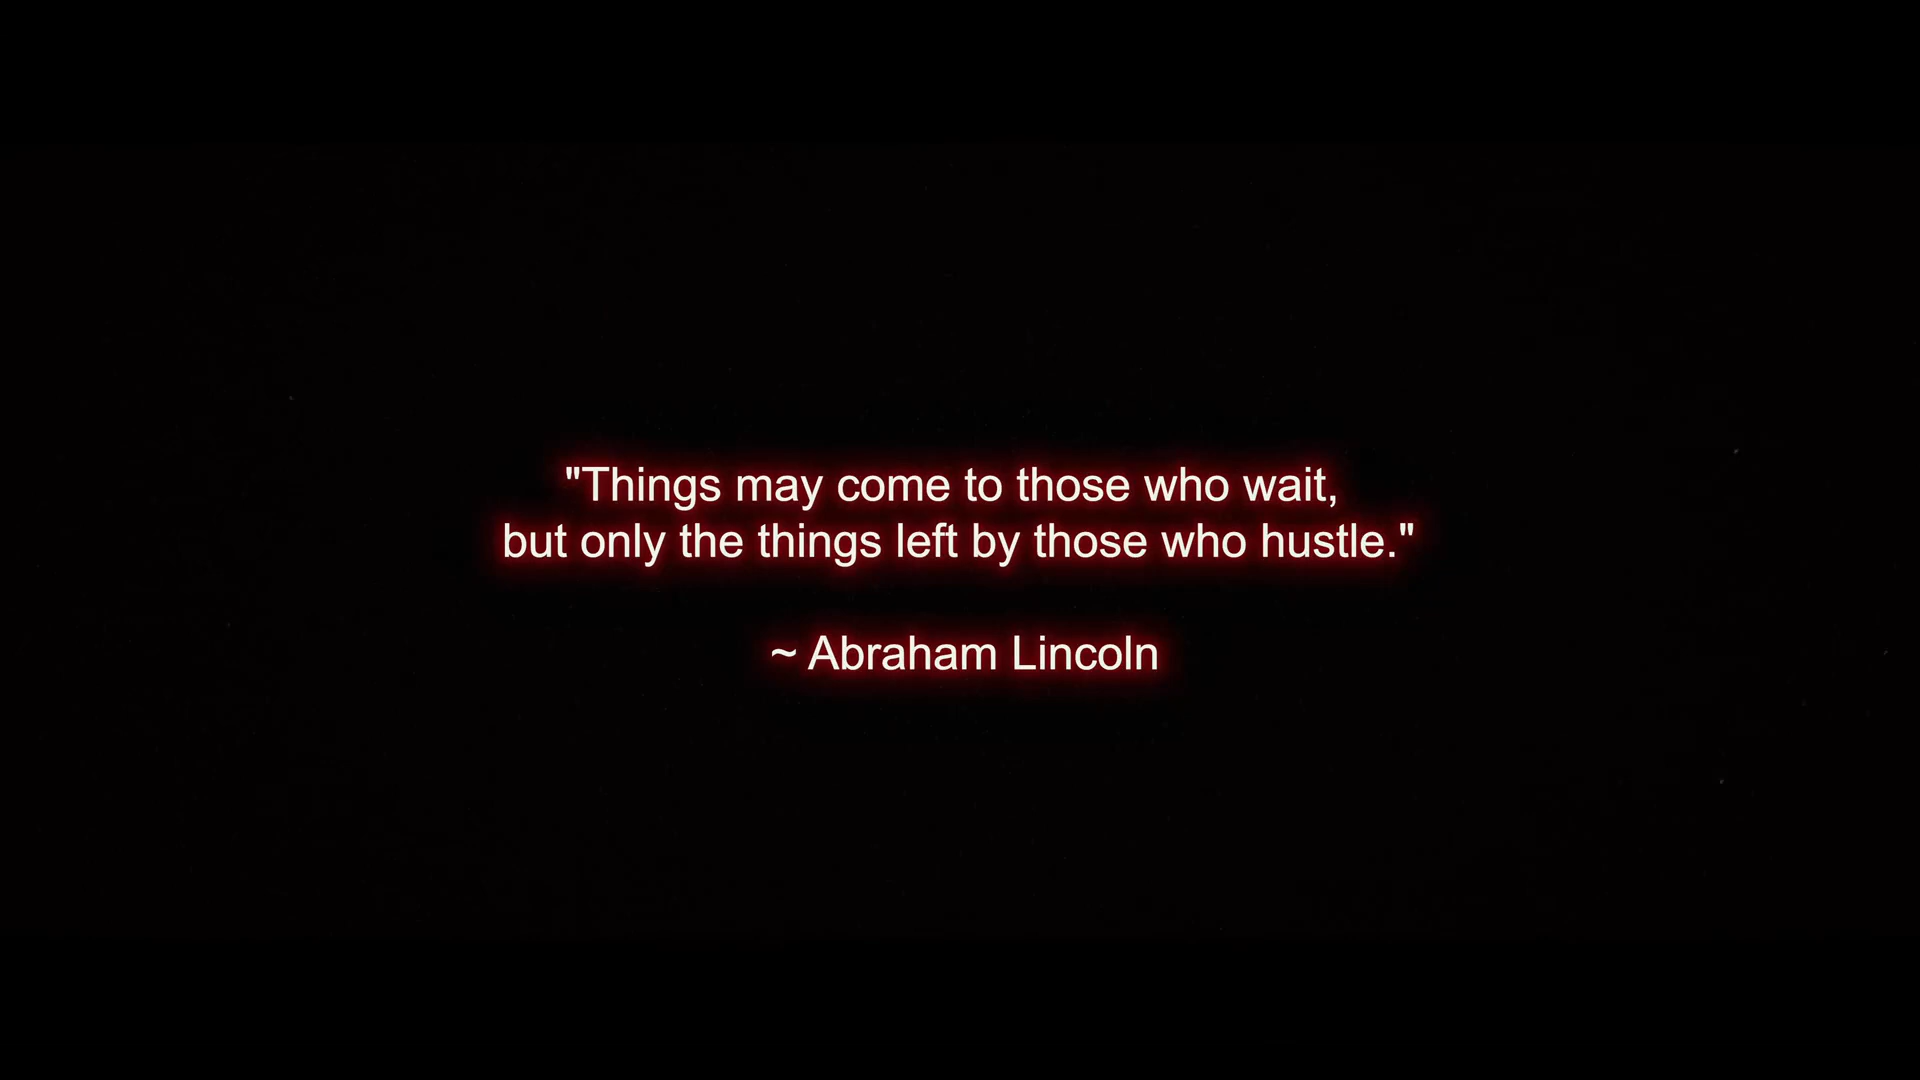 "Things may come to those who wait,
but only the things left by those who hustle."
~ Abraham Lincoln